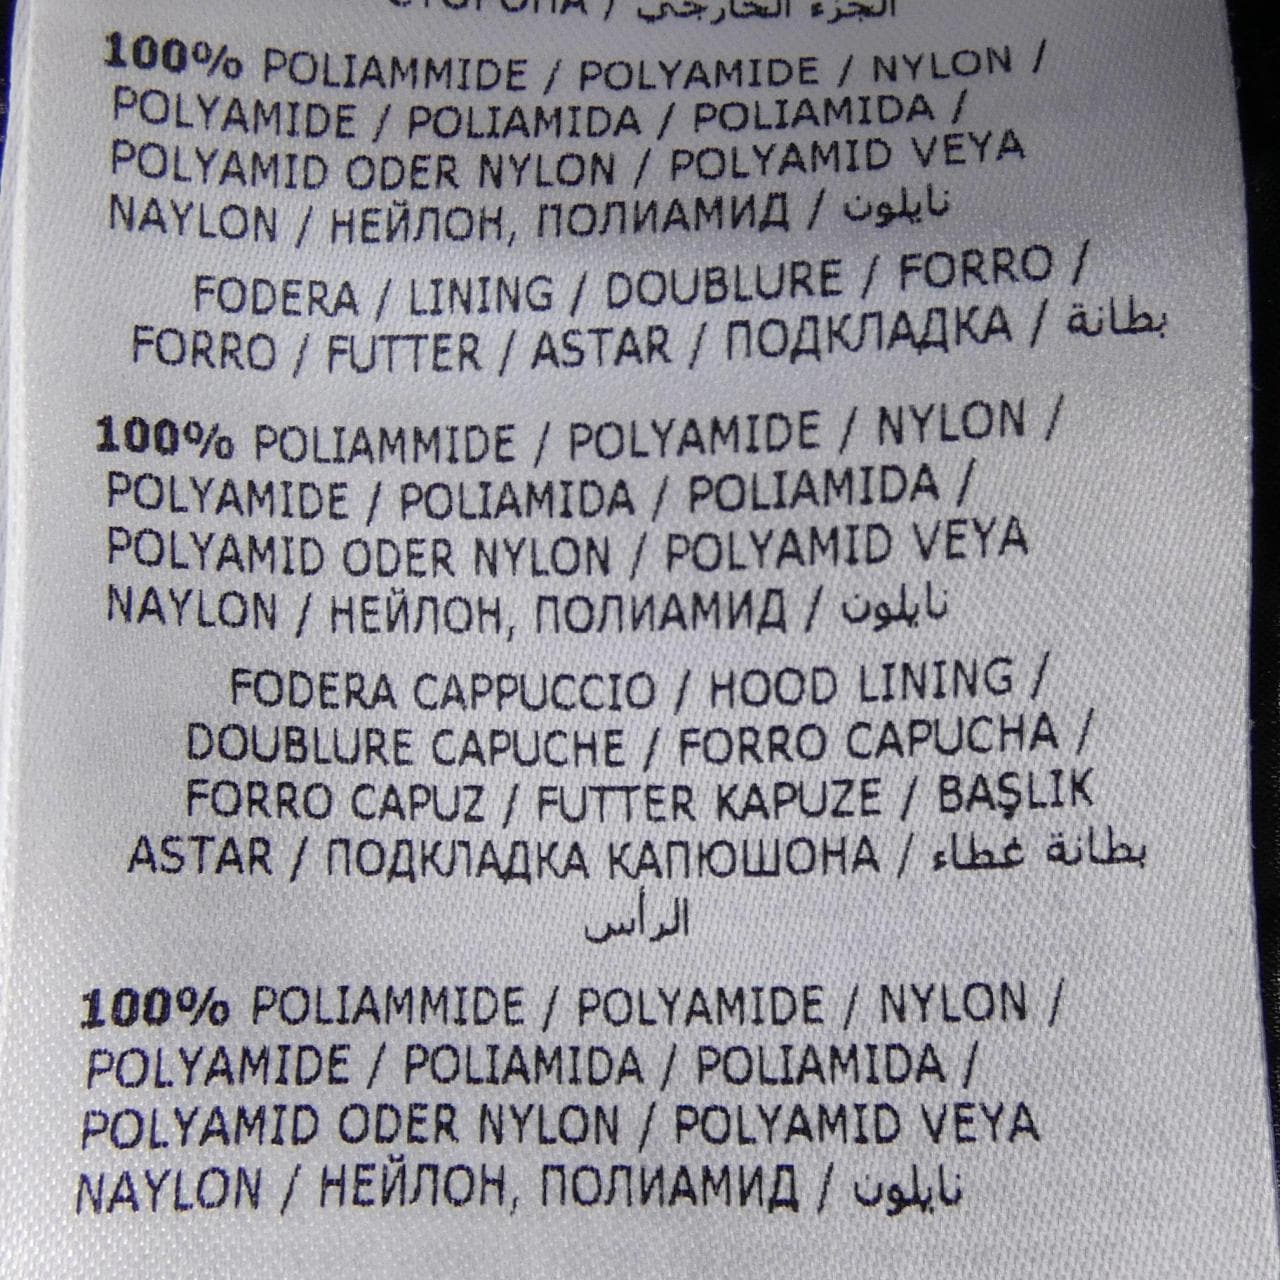 СТОРОНА / الجزء الخارجي
100% POLIAMMIDE / POLYAMIDE / NYLON /
POLYAMIDE / POLIAMIDA / POLIAMIDA /
POLYAMID ODER NYLON / POLYAMID VEYA
NAYLON / НЕЙЛОН, ПОЛИАМИД / نايلون
FODERA / LINING / DOUBLURE / FORRO /
FORRO / FUTTER / ASTAR / ПОДКЛАДКА / بطانة
100% POLIAMMIDE / POLYAMIDE / NYLON /
POLYAMIDE / POLIAMIDA / POLIAMIDA /
POLYAMID ODER NYLON / POLYAMID VEYA
NAYLON / НЕЙЛОН, ПОЛИАМИД / نايلون
FODERA CAPPUCCIO / HOOD LINING /
DOUBLURE CAPUCHE / FORRO CAPUCHA /
FORRO CAPUZ / FUTTER KAPUZE / BAŞLIK
ASTAR / ПОДКЛАДКА КАПЮШОНА / بطانة غطاء
الرأس
100% POLIAMMIDE / POLYAMIDE / NYLON /
POLYAMIDE / POLIAMIDA / POLIAMIDA /
POLYAMID ODER NYLON / POLYAMID VEYA
NAYLON / НЕЙЛОН, ПОЛИАМИД / نايلون